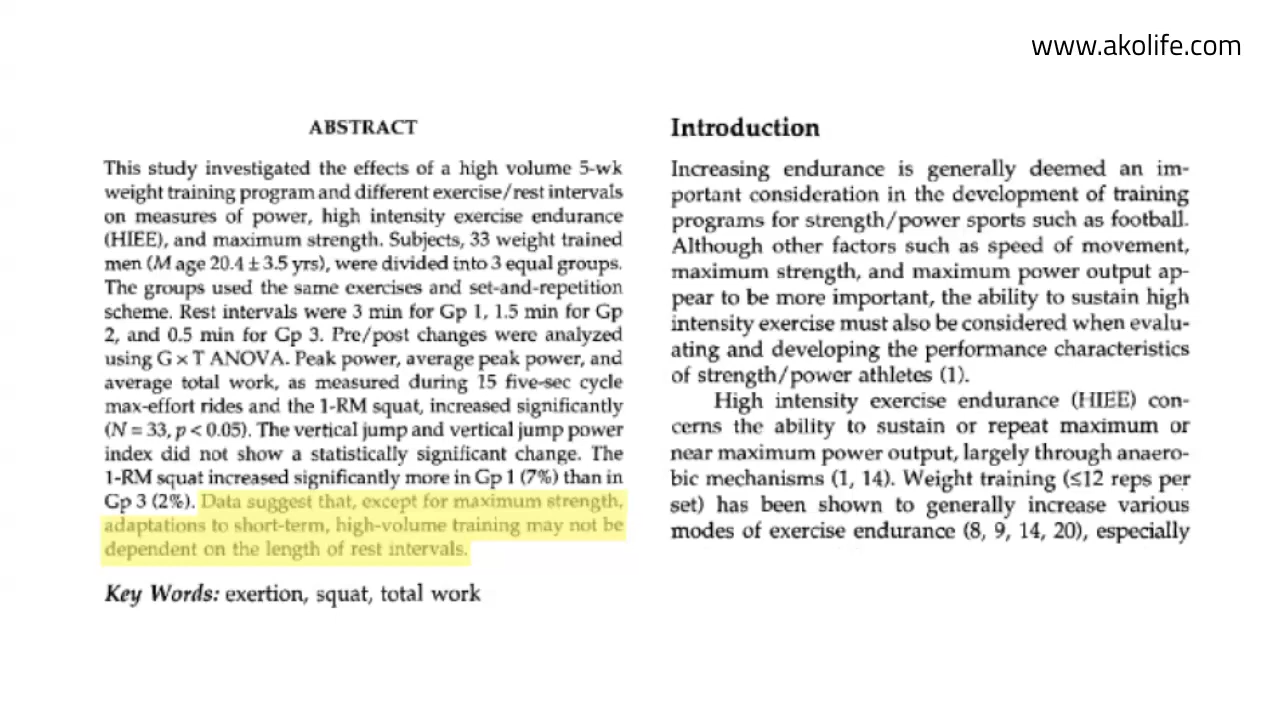 www.akolife.com
ABSTRACT
This study investigated the effects of a high volume 5-wk
weight training program and different exercise/rest intervals
on measures of power, high intensity exercise endurance
(HIEE), and maximum strength. Subjects, 33 weight trained
men (M age 20.4 ± 3.5 yrs), were divided into 3 equal groups.
The groups used the same exercises and set-and-repetition
scheme. Rest intervals were 3 min for Gp 1, 1.5 min for Gp
2, and 0.5 min for Gp 3. Pre/post changes were analyzed
using G × T ANOVA. Peak power, average peak power, and
average total work, as measured during 15 five-sec cycle
max-effort rides and the 1-RM squat, increased significantly
(N = 33, p < 0.05). The vertical jump and vertical jump power
index did not show a statistically significant change. The
1-RM squat increased significantly more in Gp 1 (7%) than in
Gp 3 (2%). Data suggest that, except for maximum strength,
adaptations to short-term, high-volume training may not be
dependent on the length of rest intervals.
Key Words: exertion, squat, total work
Introduction
Increasing endurance is generally deemed an im-
portant consideration in the development of training
programs for strength/power sports such as football.
Although other factors such as speed of movement,
maximum strength, and maximum power output ap-
pear to be more important, the ability to sustain high
intensity exercise must also be considered when evalu-
ating and developing the performance characteristics
of strength/power athletes (1).
High intensity exercise endurance (HIEE) con-
cerns the ability to sustain or repeat maximum or
near maximum power output, largely through anaero-
bic mechanisms (1, 14). Weight training (≤12 reps per
set) has been shown to generally increase various
modes of exercise endurance (8, 9, 14, 20), especially